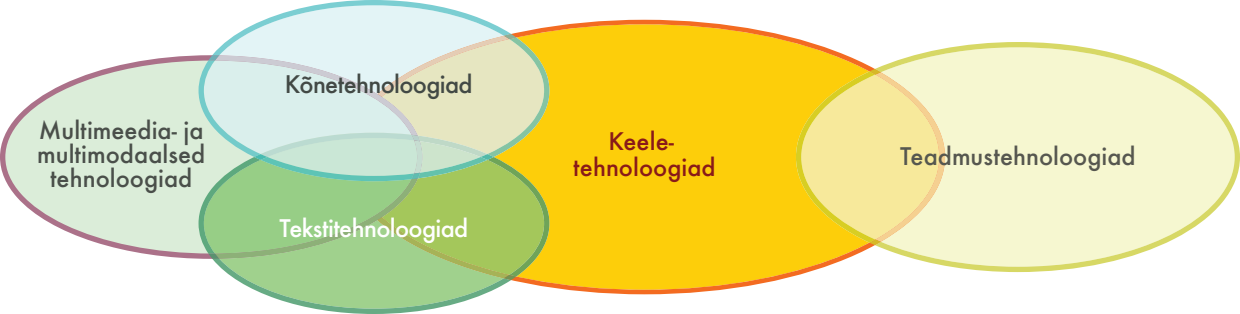 Kõnetehnoloogiad
Multimeedia- ja
multimodaalsed
tehnoloogiad
Keele-
tehnoloogiad
Teadmustehnoloogiad
Tekstitehnoloogiad